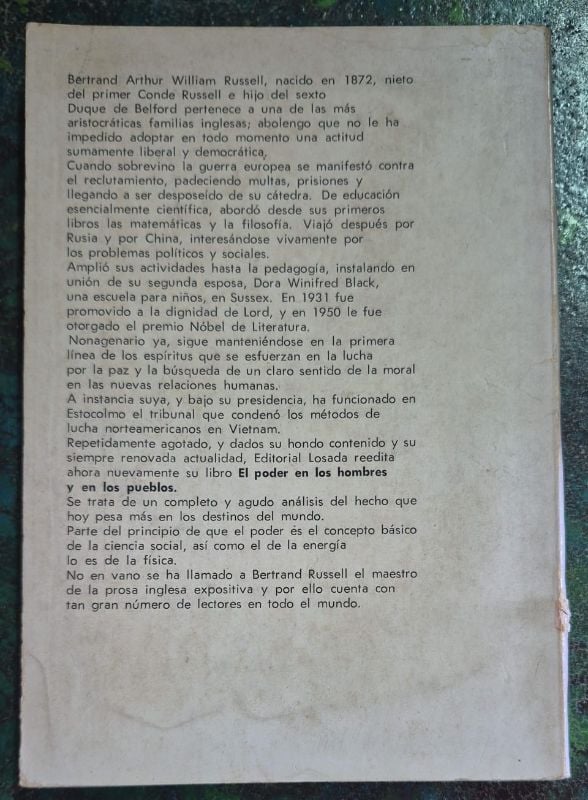 Bertrand Arthur William Russell, nacido en 1872, nieto
del primer Conde Russell e hijo del sexto
Duque de Belford pertenece a una de las más
aristocráticas familias inglesas; abolengo que no le ha
impedido adoptar en todo momento una actitud
sumamente liberal y democrática.
Cuando sobrevino la guerra europea se manifestó contra
el reclutamiento, padeciendo multas, prisiones y
llegando a ser desposeído de su cátedra. De educación
esencialmente científica, abordó desde sus primeros
libros las matemáticas y la filosofía. Viajó después por
Rusia y por China, interesándose vivamente por
los problemas políticos y sociales.
Amplió sus actividades hasta la pedagogía, instalando en
unión de su segunda esposa, Dora Winifred Black,
una escuela para niños, en Sussex. En 1931 fue
promovido a la dignidad de Lord, y en 1950 le fue
otorgado el premio Nóbel de Literatura.
Nonagenario ya, sigue manteniéndose en la primera
línea de los espíritus que se esfuerzan en la lucha
por la paz y la búsqueda de un claro sentido de la moral
en las nuevas relaciones humanas.
A instancia suya, y bajo su presidencia, ha funcionado en
Estocolmo el tribunal que condenó los métodos de
lucha norteamericanos en Vietnam.
Repetidamente agotado, y dados su hondo contenido y su
siempre renovada actualidad, Editorial Losada reedita
ahora nuevamente su libro El poder en los hombres
y en los pueblos.
Se trata de un completo y agudo análisis del hecho que
hoy pesa más en los destinos del mundo.
Parte del principio de que el poder és el concepto básico
de la ciencia social, así como el de la energía
lo es de la física.
No en vano se ha llamado a Bertrand Russell el maestro
de la prosa inglesa expositiva y por ello cuenta con
tan gran número de lectores en todo el mundo.